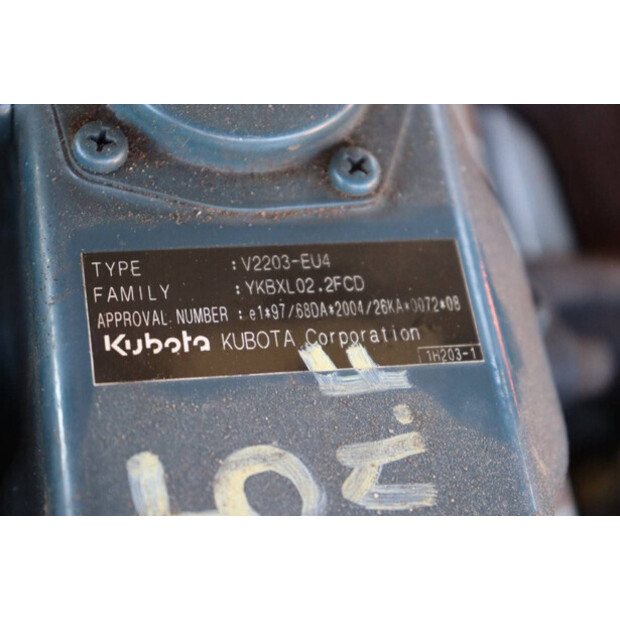 TYPE : V2203-EU4
FAMILY : YKBXL02.2FCD
APPROVAL NUMBER : e1*97/68DA*2004/26KA*0072*08
Kubota KUBOTA Corporation
1H203-1